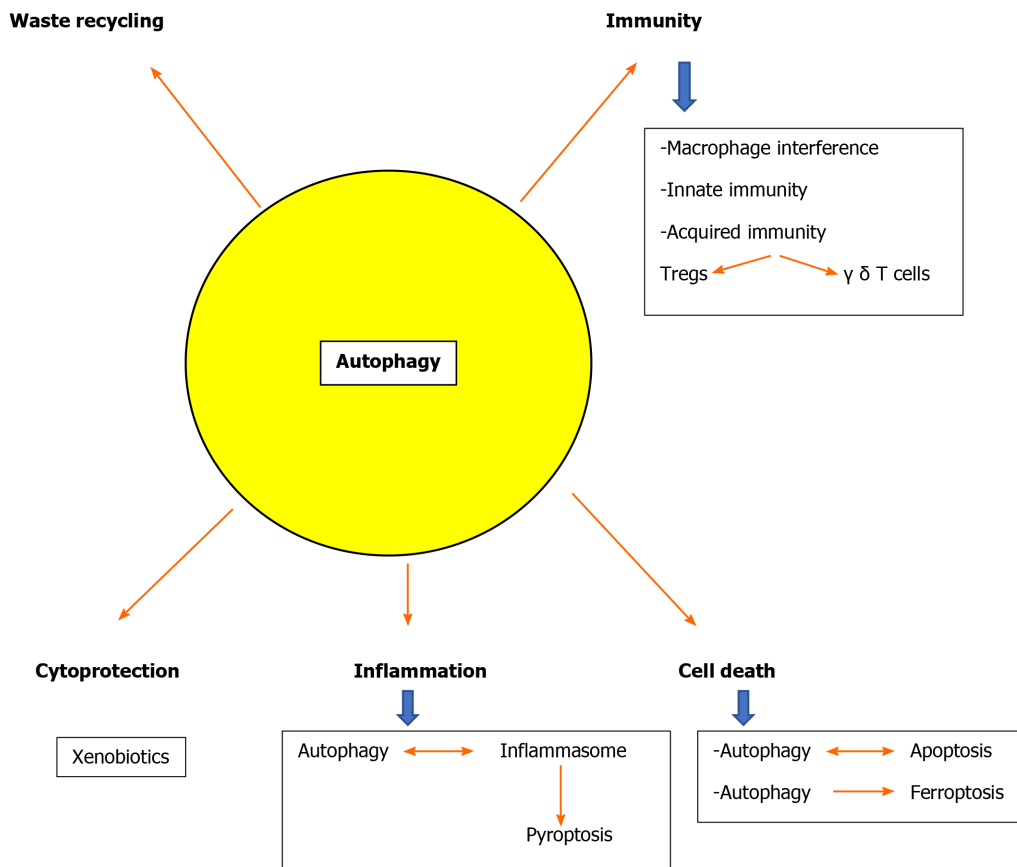 Waste recycling
Immunity
-Macrophage interference
-Innate immunity
-Acquired immunity
Tregs
γ δ T cells
Autophagy
Cytoprotection
Inflammation
Cell death
Xenobiotics
Autophagy
Inflammasome
Pyroptosis
-Autophagy
Apoptosis
-Autophagy
Ferroptosis